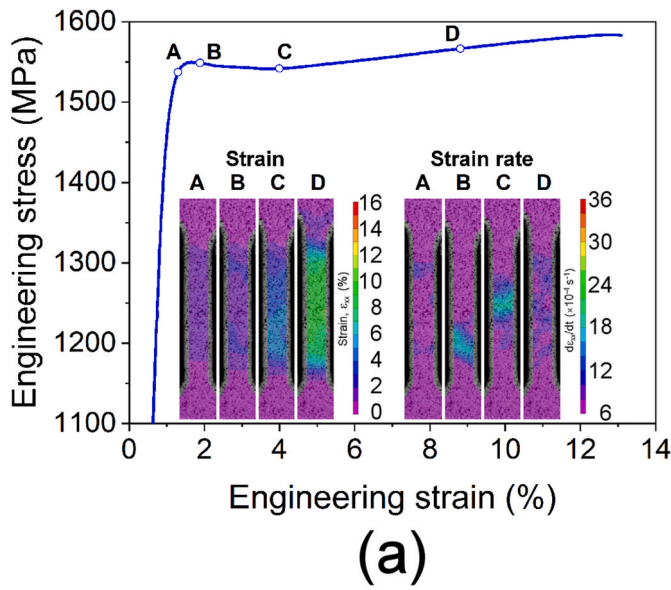 1600
1500
1400
1300
1200
1100
Engineering stress (MPa)
A
B
C
D
Strain
A B C D
16
14
12
10
8
6
4
2
0
Strain, εxx (%)
Strain rate
A B C D
36
30
24
18
12
6
dεxx/dt (×10⁻⁴ s⁻¹)
0 2 4 6 8 10 12 14
Engineering strain (%)
(a)